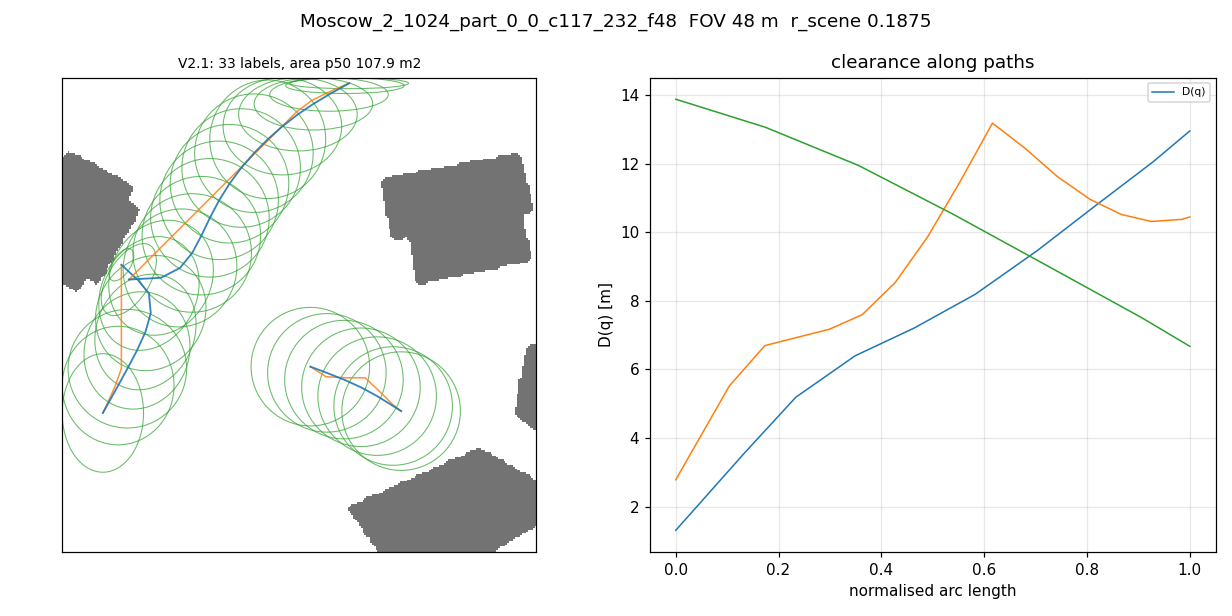 Moscow_2_1024_part_0_0_c117_232_f48  FOV 48 m  r_scene 0.1875
V2.1: 33 labels, area p50 107.9 m2
clearance along paths
D(q)
D(q) [m]
14
12
10
8
6
4
2
0.0 0.2 0.4 0.6 0.8 1.0
normalised arc length